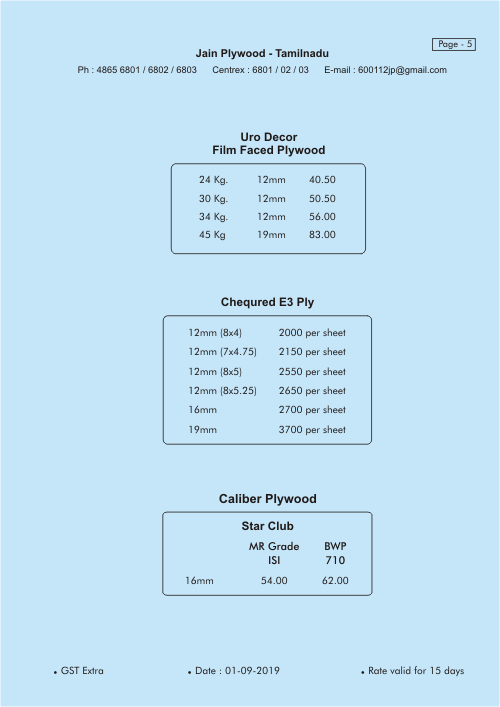 Page - 5
Jain Plywood - Tamilnadu
Ph : 4865 6801 / 6802 / 6803 Centrex : 6801 / 02 / 03 E-mail : 600112jp@gmail.com
Uro Decor
Film Faced Plywood
24 Kg. 12mm 40.50
30 Kg. 12mm 50.50
34 Kg. 12mm 56.00
45 Kg 19mm 83.00
Chequred E3 Ply
12mm (8x4) 2000 per sheet
12mm (7x4.75) 2150 per sheet
12mm (8x5) 2550 per sheet
12mm (8x5.25) 2650 per sheet
16mm 2700 per sheet
19mm 3700 per sheet
Caliber Plywood
Star Club
MR Grade BWP
ISI 710
16mm 54.00 62.00
• GST Extra • Date : 01-09-2019 • Rate valid for 15 days